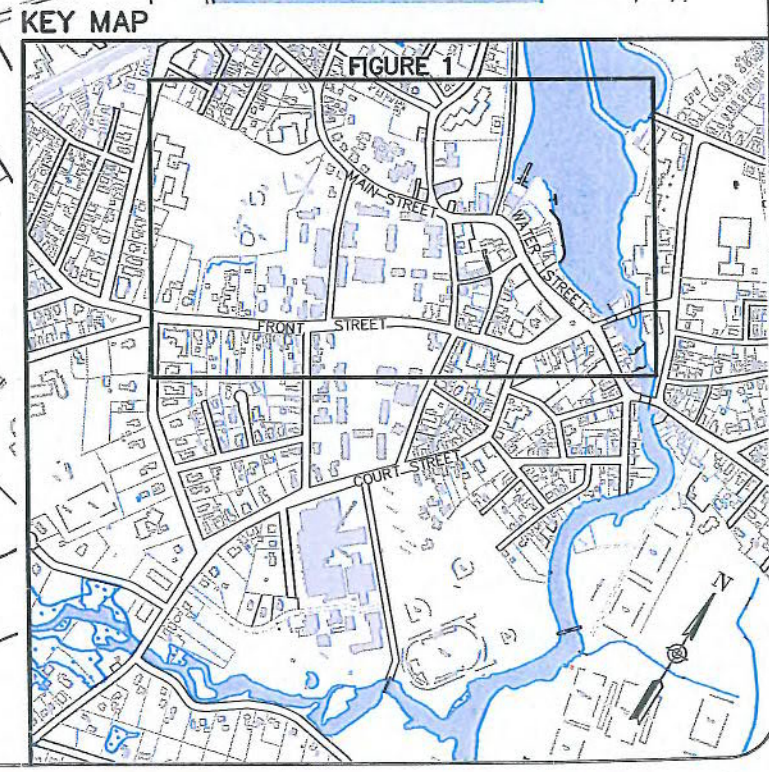 KEY MAP
FIGURE 1
MAIN STREET
WATER STREET
FRONT STREET
COURT STREET
N